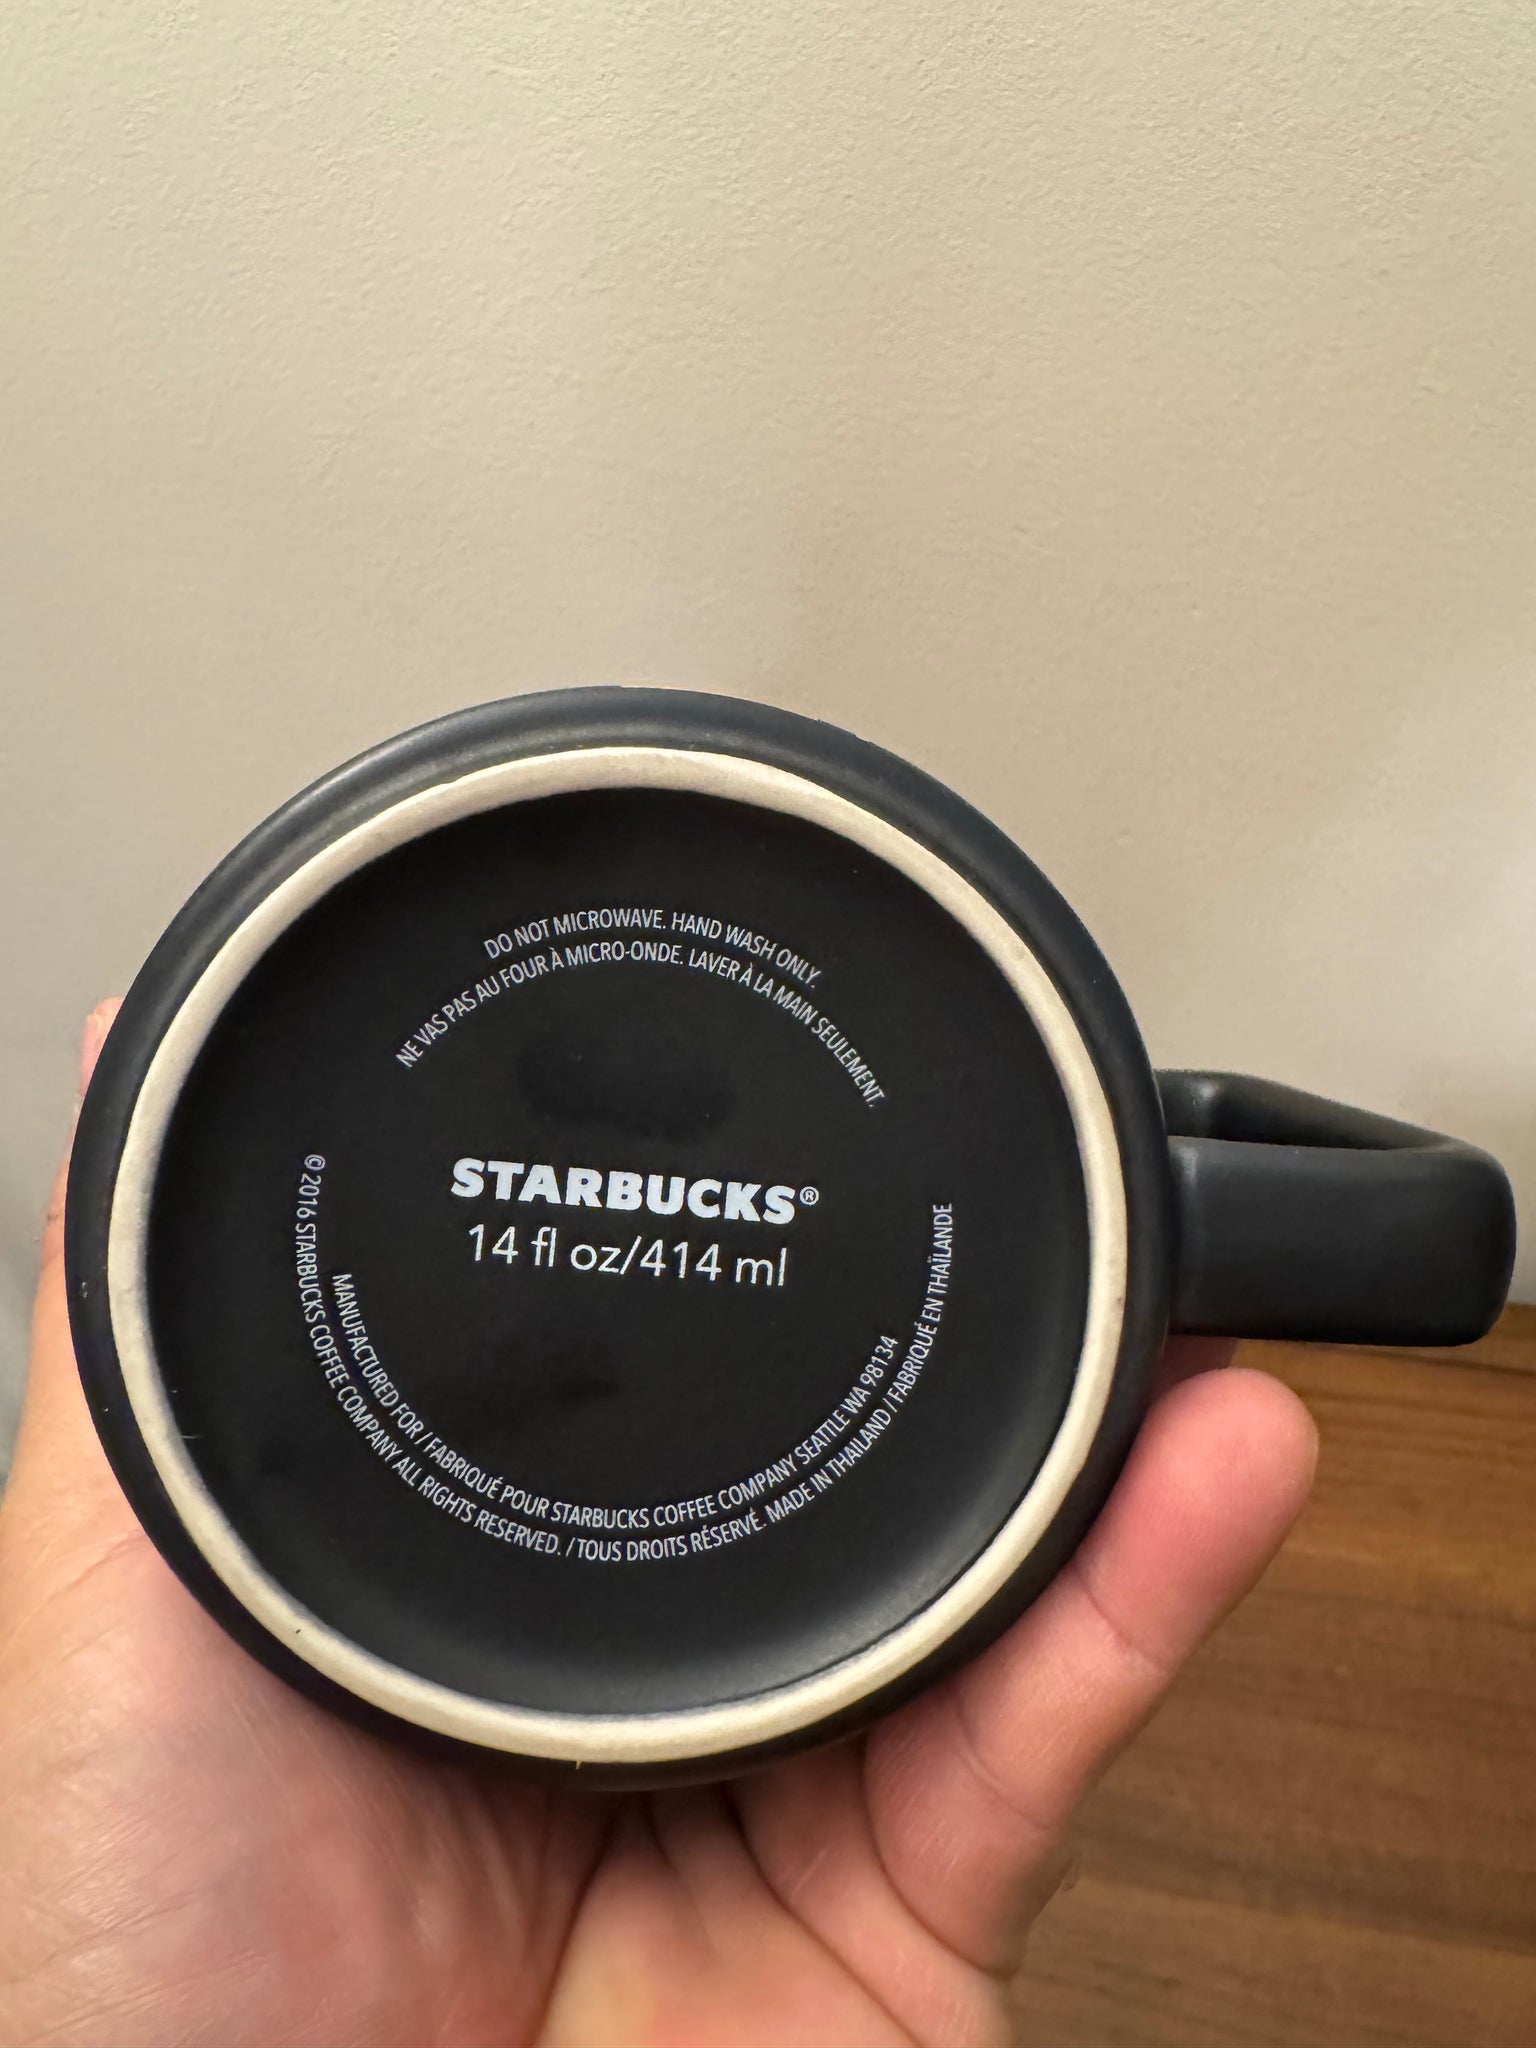 DO NOT MICROWAVE. HAND WASH ONLY.
NE VAS PAS AU FOUR À MICRO-ONDE. LAVER À LA MAIN SEULEMENT.
STARBUCKS®
14 fl oz/414 ml
MANUFACTURED FOR / FABRIQUÉ POUR STARBUCKS COFFEE COMPANY SEATTLE WA 98134
©2016 STARBUCKS COFFEE COMPANY ALL RIGHTS RESERVED. / TOUS DROITS RÉSERVÉ. MADE IN THAILAND / FABRIQUÉ EN THAÏLANDE